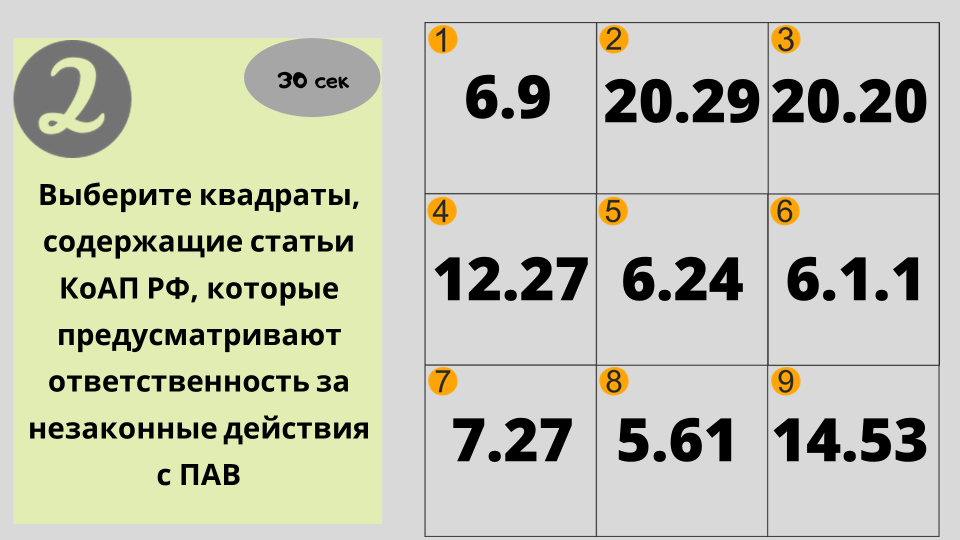 2
30 сек
Выберите квадраты,
содержащие статьи
КоАП РФ, которые
предусматривают
ответственность за
незаконные действия
с ПАВ
1
6.9
2
20.29
3
20.20
4
12.27
5
6.24
6
6.1.1
7
7.27
8
5.61
9
14.53